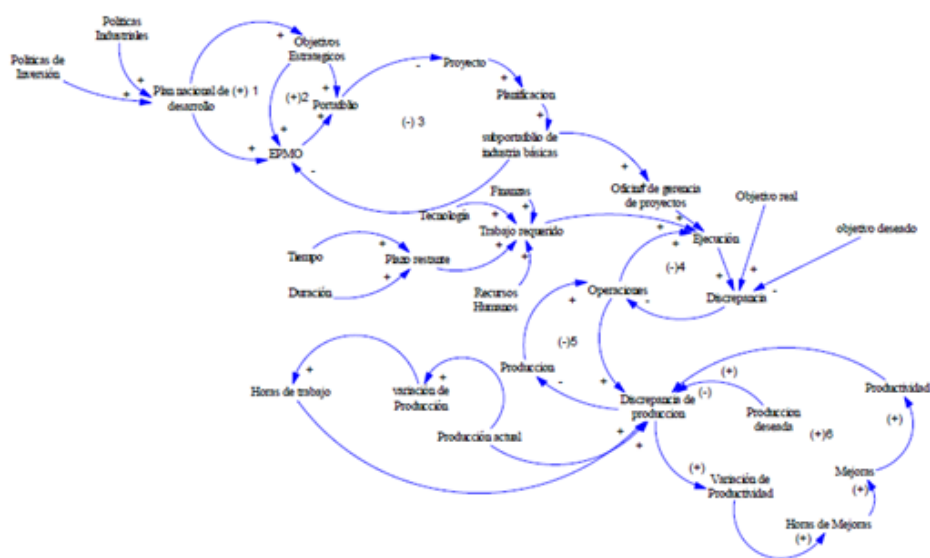 Politicas
Industriales
Politicas de
Inversión
Plan nacional de
desarrollo
(+) 1
Objetivos
Estrategicos
(+)2
Portafolio
EPMO
(-) 3
Proyecto
Planificacion
subportafolio de
industria básicas
Oficina de gerencia
de proyectos
Objetivo real
objetivo deseado
Finanzas
Tecnología
Trabajo requerido
Ejecución
Tiempo
Plazo restante
Duración
Recursos
Humanos
Operaciones
(-)4
Discrepancia
(-)5
Produccion
Horas de trabajo
variación de
Producción
Producción actual
Discrepancia de
produccion
(+)
(-)
Produccion
deseada
(+)6
Productividad
(+)
(+)
Variación de
Productividad
Mejoras
(+)
Horas de Mejoras
(+)